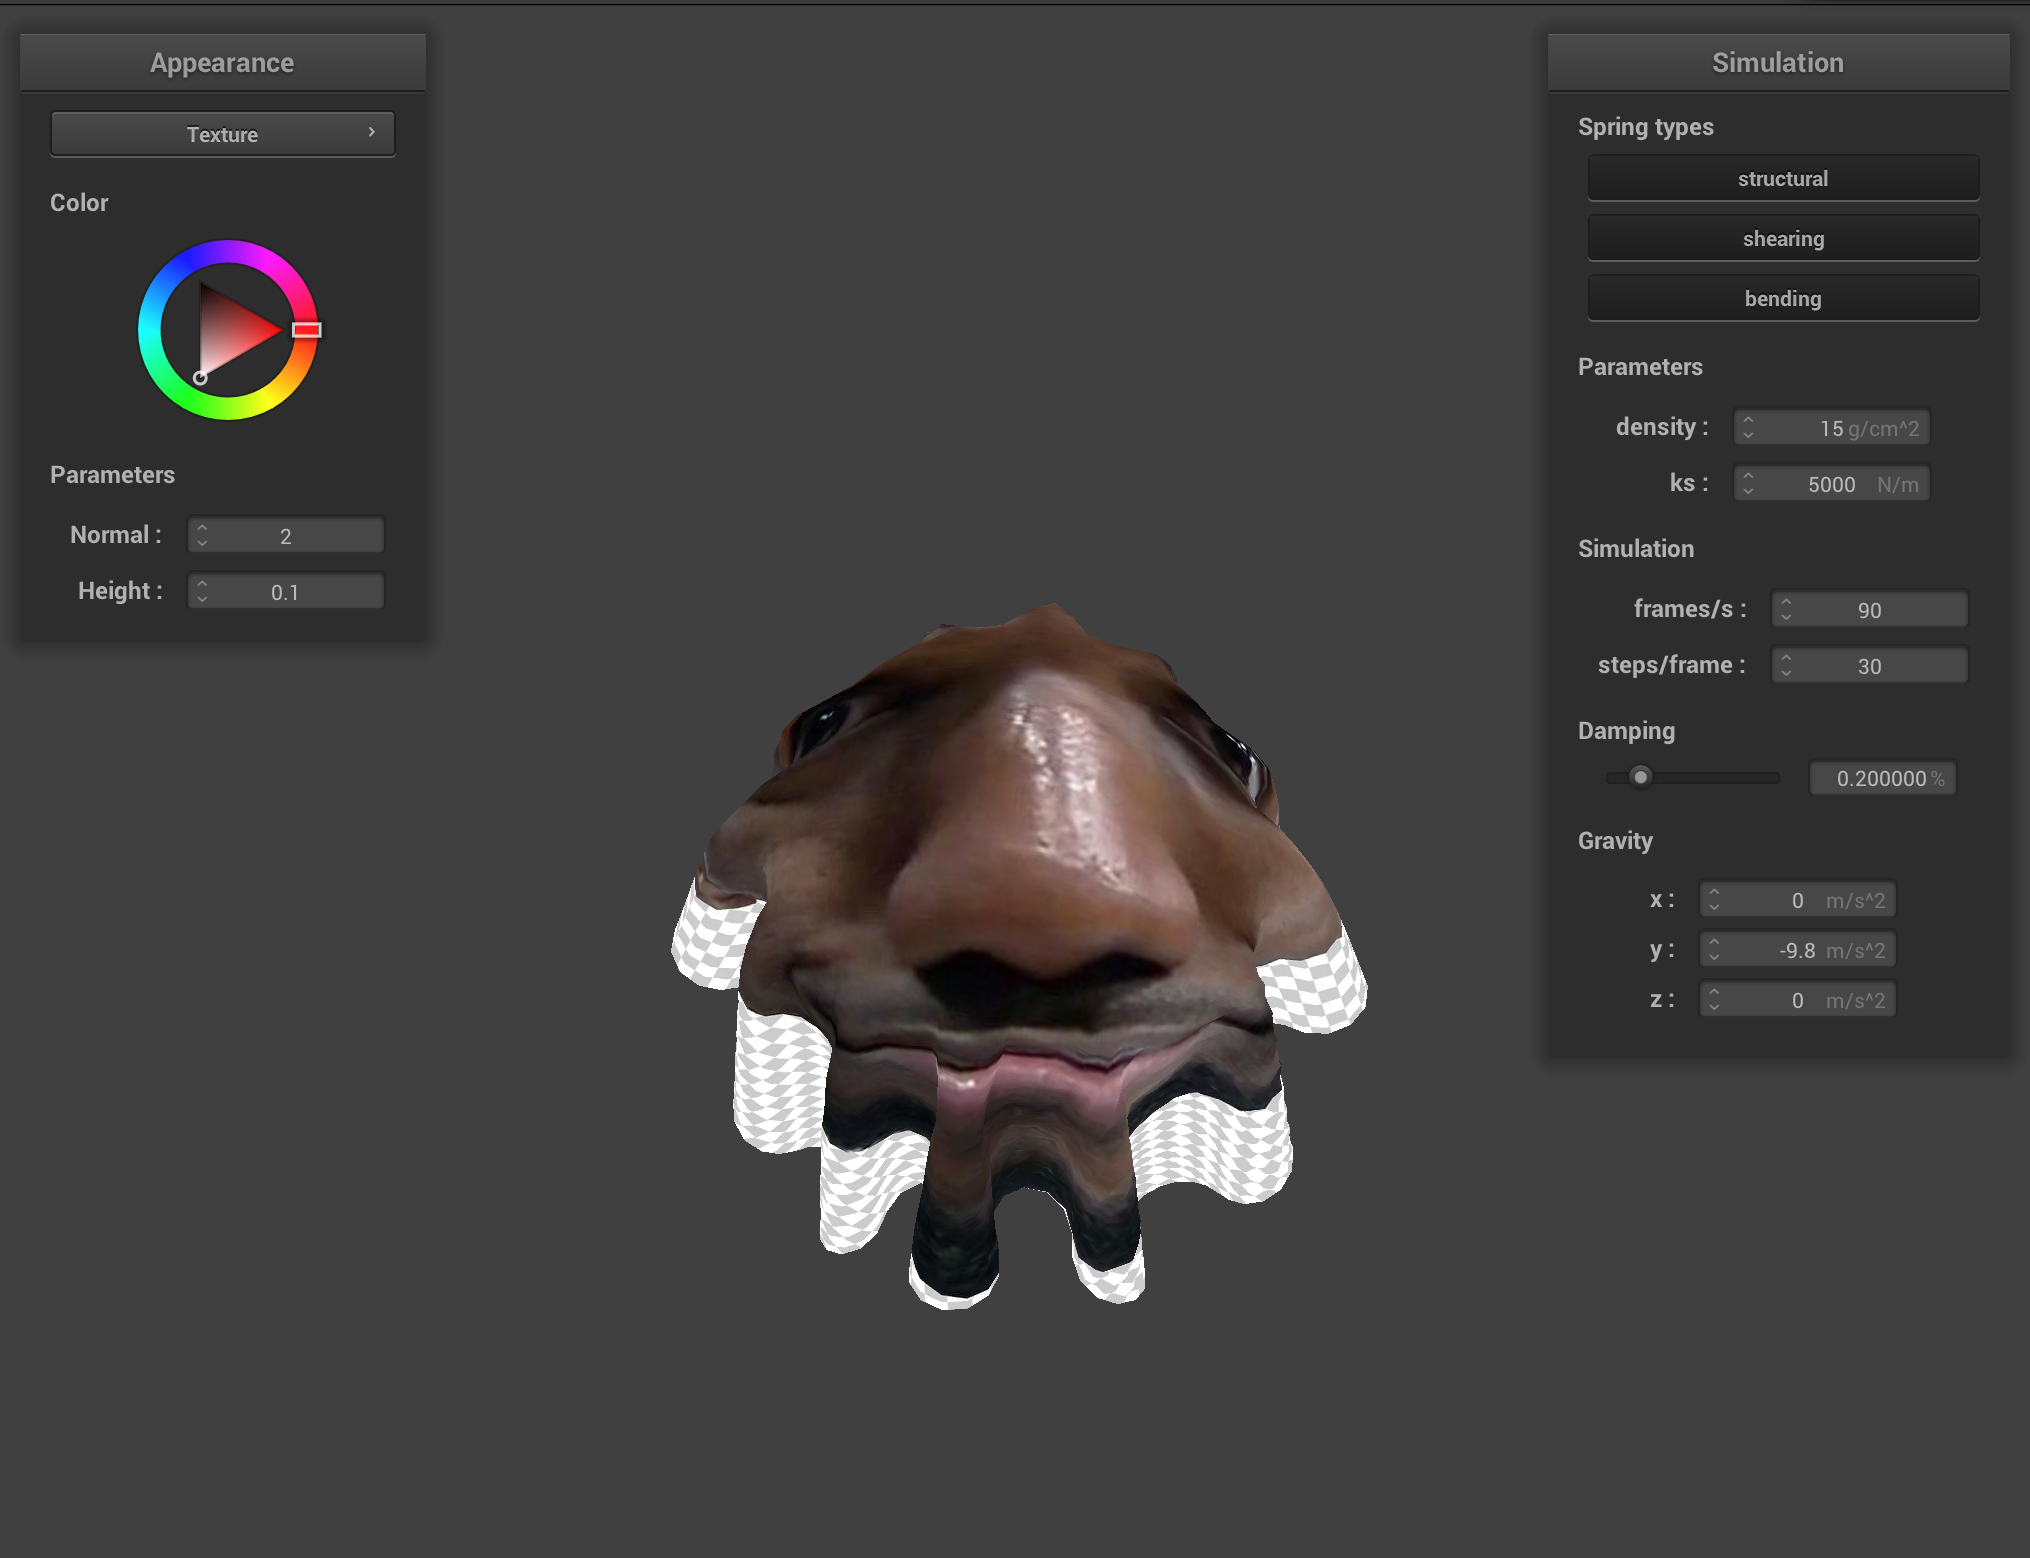 Appearance
Texture
Color
Parameters
Normal : 2
Height : 0.1
Simulation
Spring types
structural
shearing
bending
Parameters
density : 15 g/cm^2
ks : 5000 N/m
Simulation
frames/s : 90
steps/frame : 30
Damping
0.200000 %
Gravity
x : 0 m/s^2
y : -9.8 m/s^2
z : 0 m/s^2